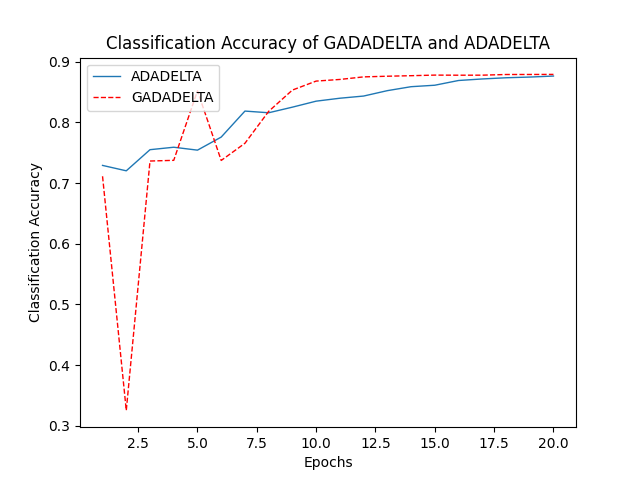 Classification Accuracy of GADADELTA and ADADELTA
ADADELTA
GADADELTA
Classification Accuracy
0.9
0.8
0.7
0.6
0.5
0.4
0.3
2.5 5.0 7.5 10.0 12.5 15.0 17.5 20.0
Epochs